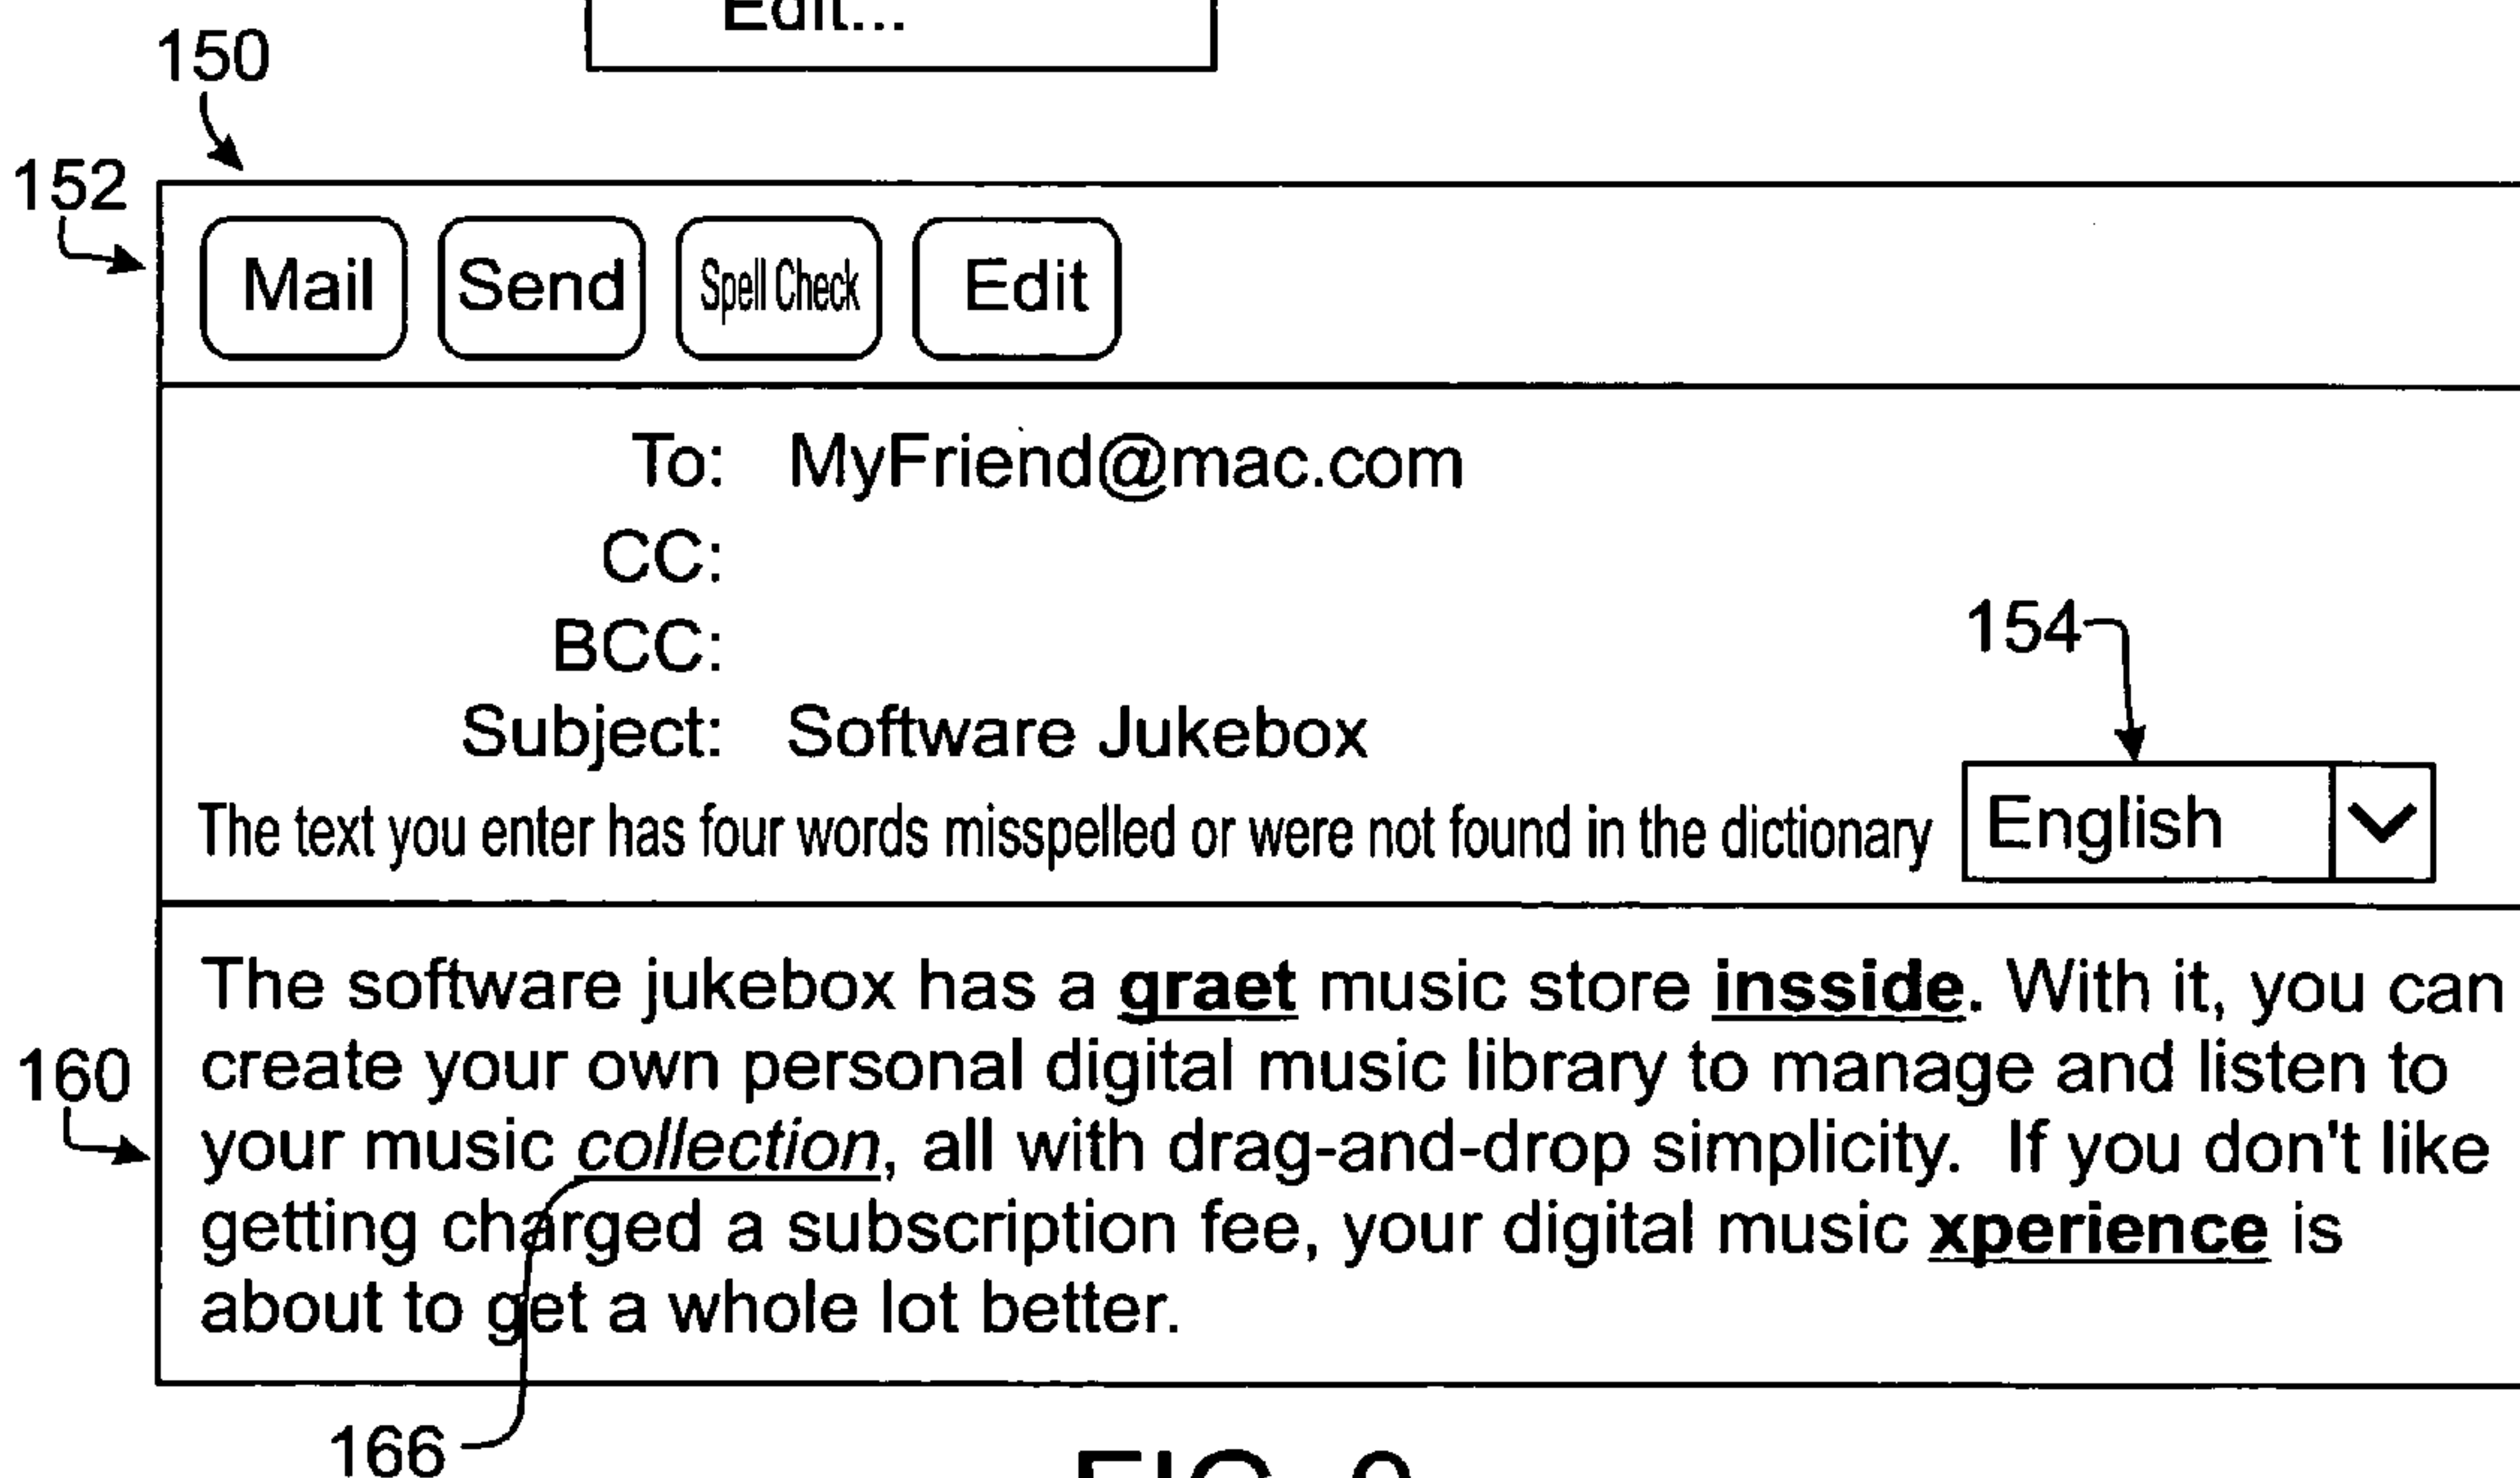 Edit...
150
152
Mail Send Spell Check Edit
To: MyFriend@mac.com
CC:
BCC:
154
Subject: Software Jukebox
The text you enter has four words misspelled or were not found in the dictionary English
The software jukebox has a graet music store insside. With it, you can
160
create your own personal digital music library to manage and listen to
your music collection, all with drag-and-drop simplicity. If you don't like
getting charged a subscription fee, your digital music xperience is
about to get a whole lot better.
166
FIG.